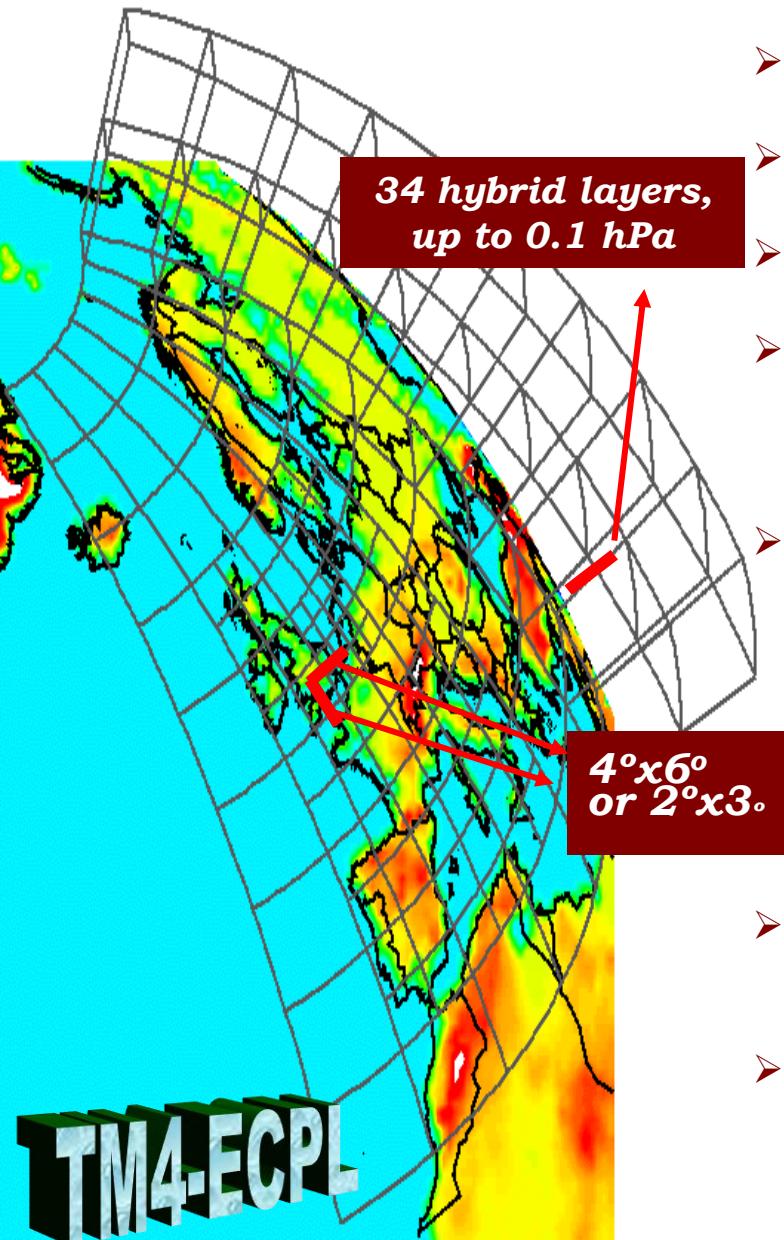 34 hybrid layers,
up to 0.1 hPa
4ºx6º
or 2ºx3º
TM4-ECPL